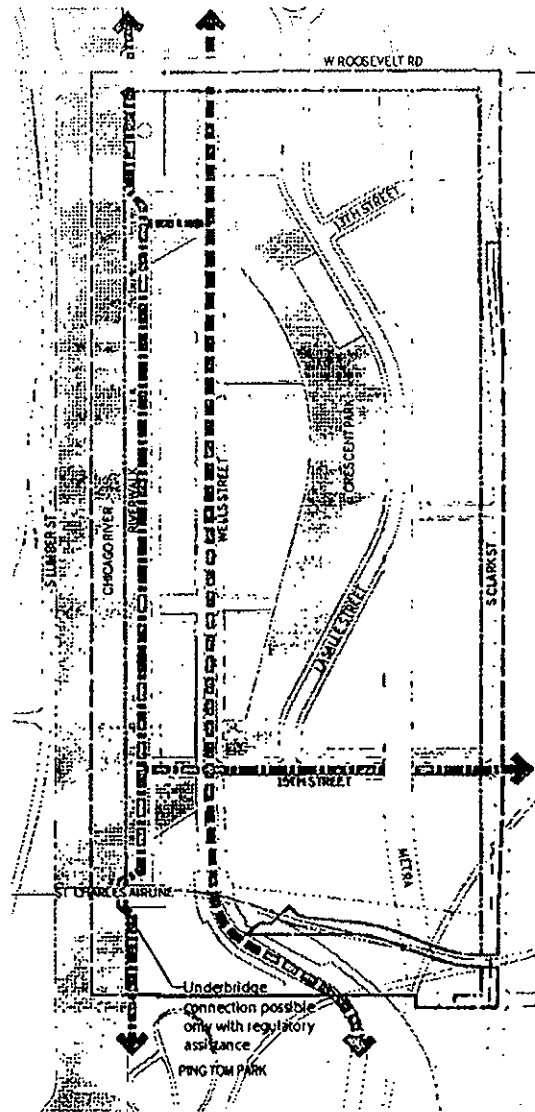 W ROOSEVELT RD
13TH STREET
CRESCENT PARK
RIVERWALK
WELLS STREET
S LUMBER ST
CHICAGO RIVER
S CLARK ST
LASALLE STREET
15TH STREET
METRA
ST. CHARLES AIRLINE
Underbridge
connection possible
only with regulatory
assistance
PING TOM PARK